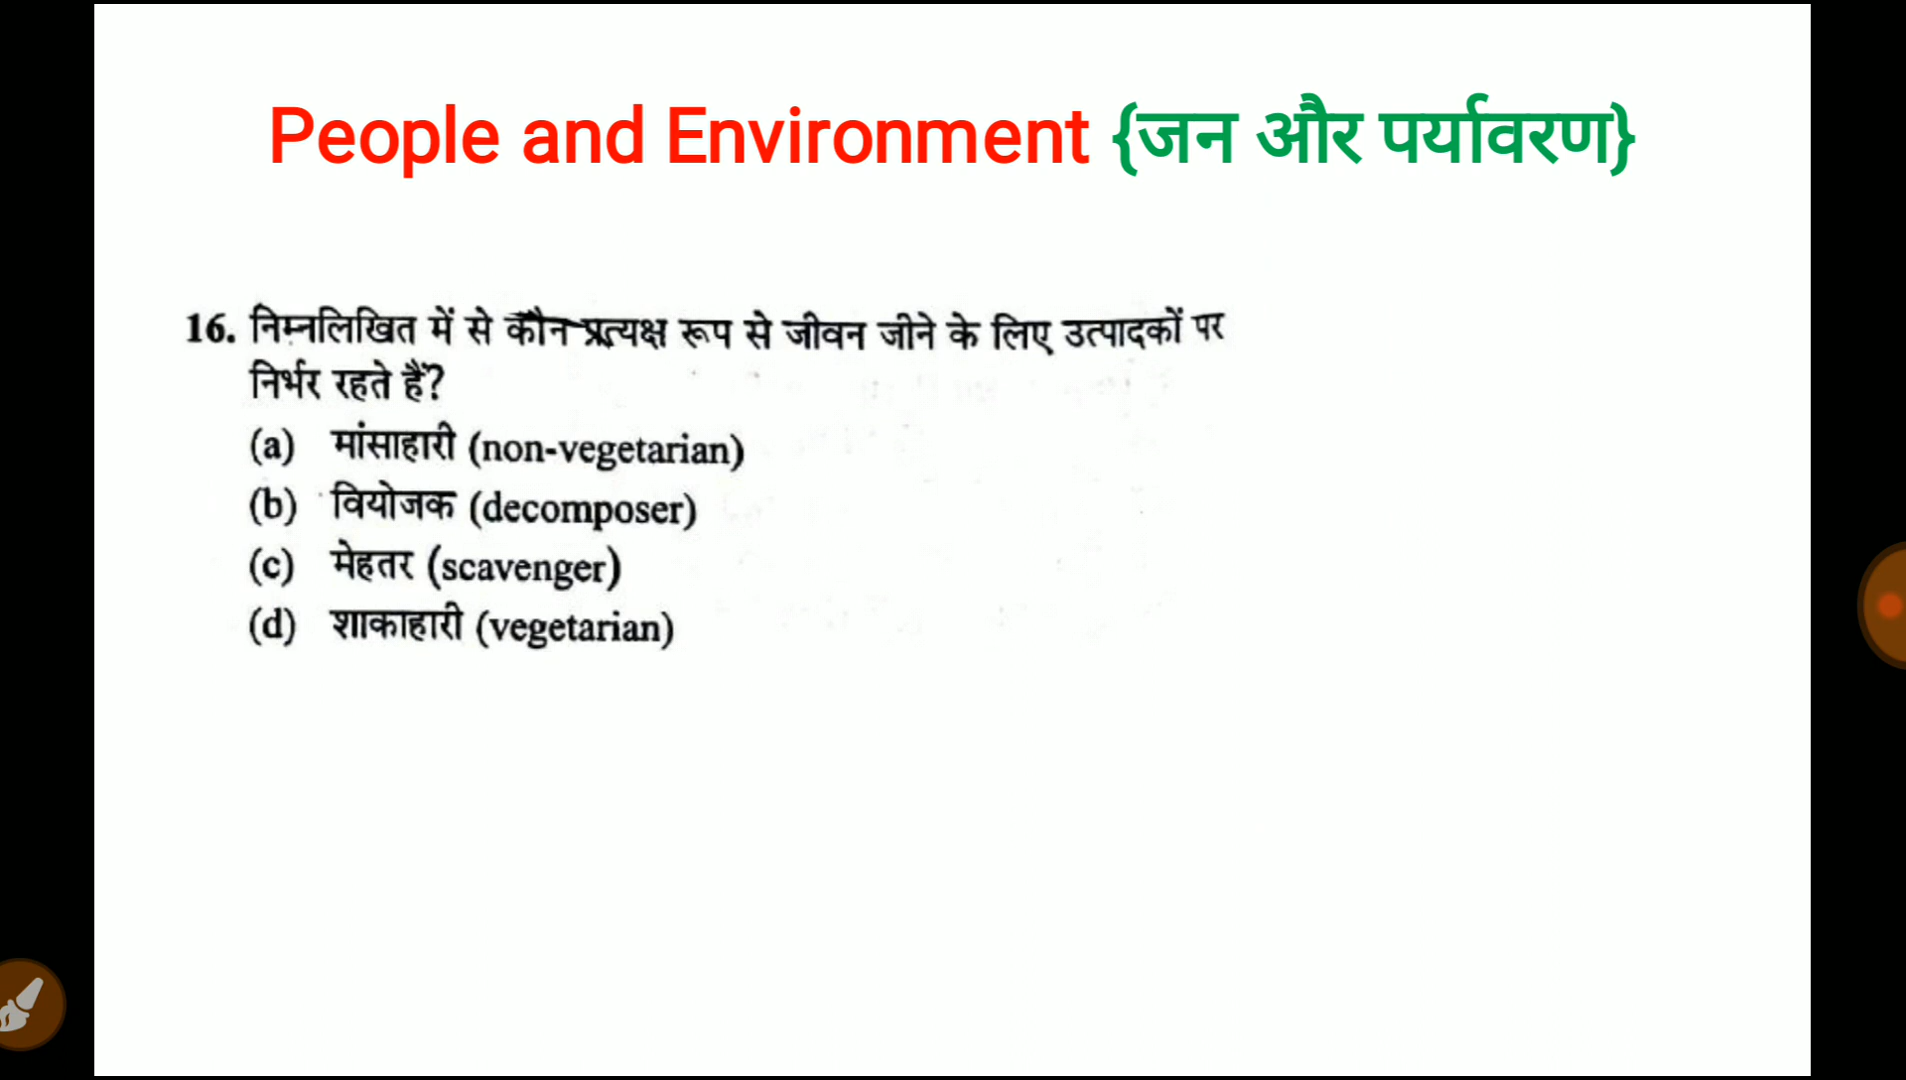 People and Environment {जन और पर्यावरण}
16. निम्नलिखित में से कौन प्रत्यक्ष रूप से जीवन जीने के लिए उत्पादकों पर
निर्भर रहते हैं?
(a) मांसाहारी (non-vegetarian)
(b) वियोजक (decomposer)
(c) मेहतर (scavenger)
(d) शाकाहारी (vegetarian)